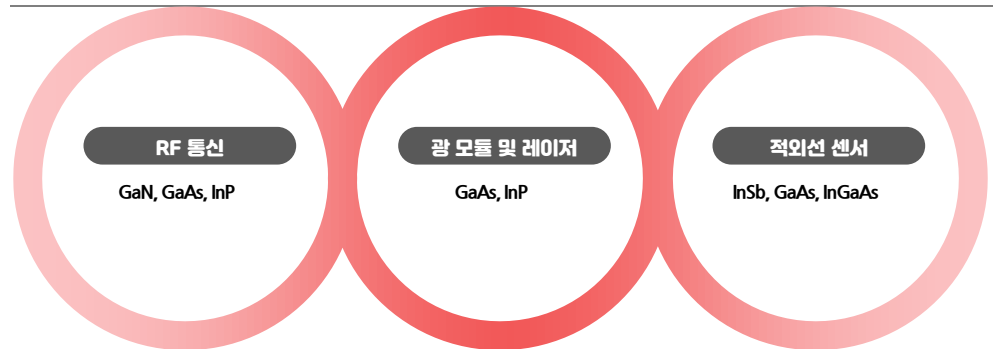 RF 통신
GaN, GaAs, InP
광 모듈 및 레이저
GaAs, InP
적외선 센서
InSb, GaAs, InGaAs